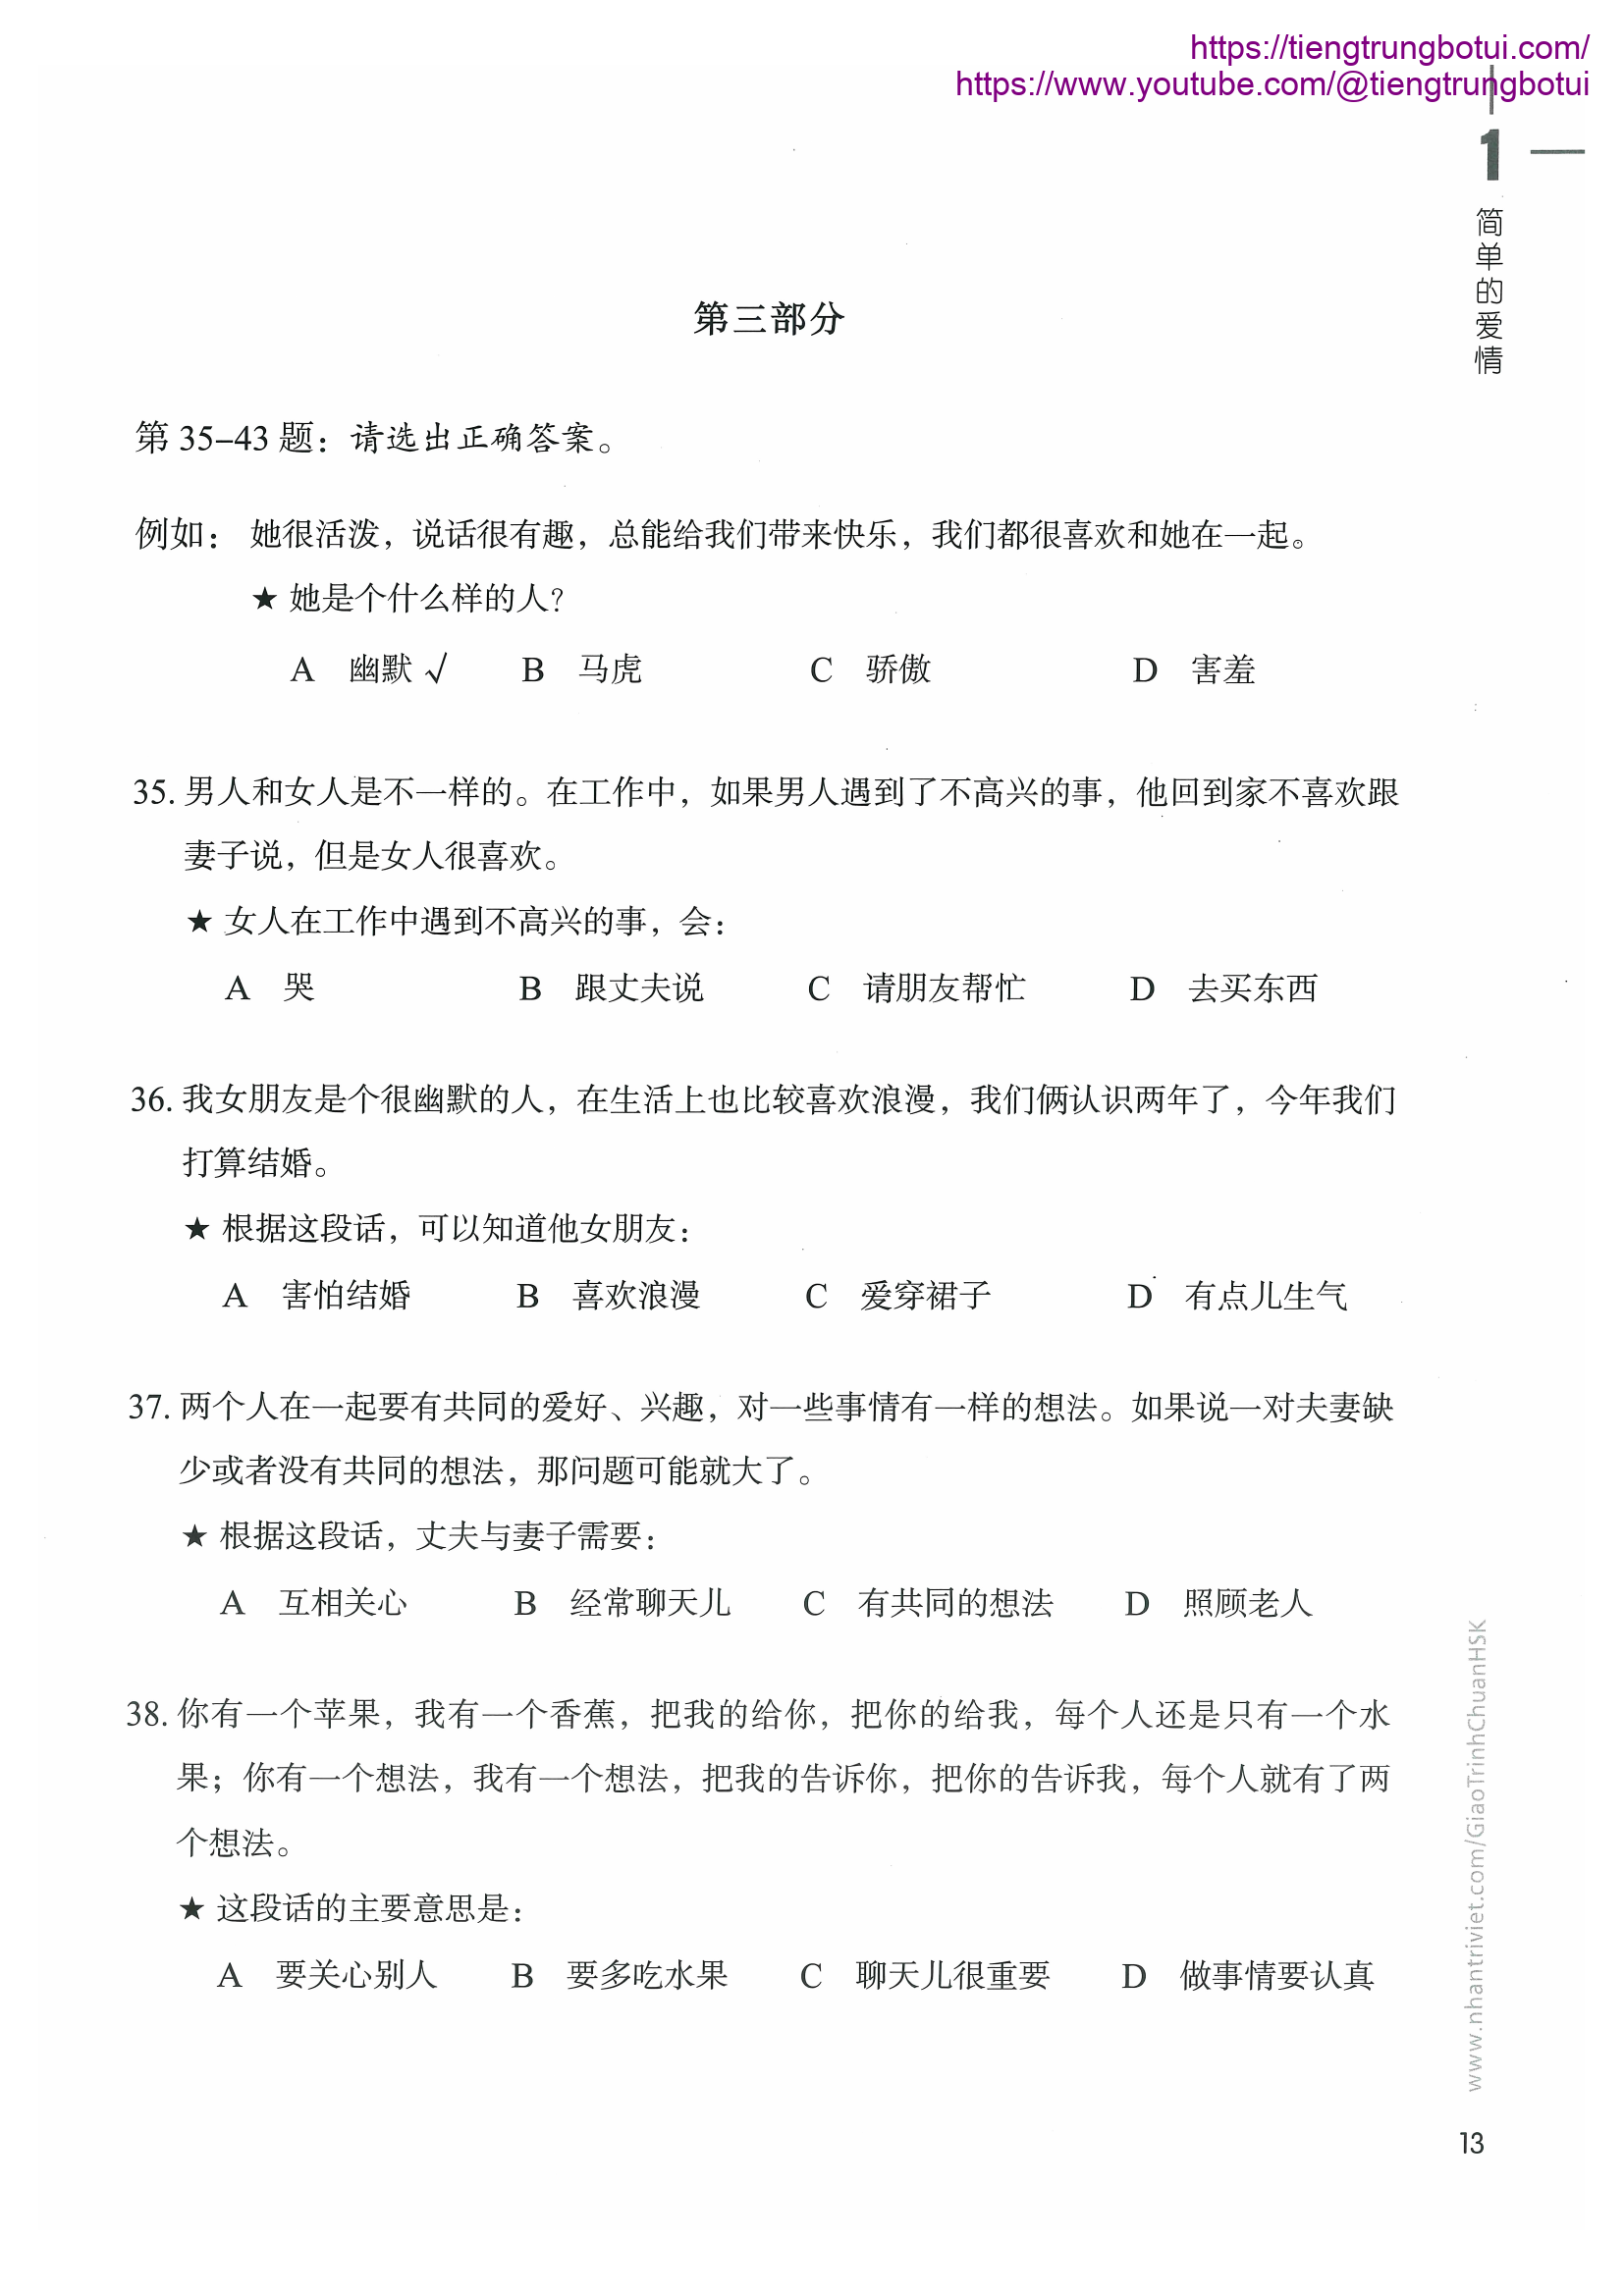 https://tiengtrungbotui.com/
https://www.youtube.com/@tiengtrungbotui
1
简单的爱情
第三部分
第 35–43 题：请选出正确答案。
例如： 她很活泼，说话很有趣，总能给我们带来快乐，我们都很喜欢和她在一起。
★ 她是个什么样的人？
A 幽默 √ B 马虎 C 骄傲 D 害羞
35. 男人和女人是不一样的。在工作中，如果男人遇到了不高兴的事，他回到家不喜欢跟
妻子说，但是女人很喜欢。
★ 女人在工作中遇到不高兴的事，会：
A 哭 B 跟丈夫说 C 请朋友帮忙 D 去买东西
36. 我女朋友是个很幽默的人，在生活上也比较喜欢浪漫，我们俩认识两年了，今年我们
打算结婚。
★ 根据这段话，可以知道他女朋友：
A 害怕结婚 B 喜欢浪漫 C 爱穿裙子 D 有点儿生气
37. 两个人在一起要有共同的爱好、兴趣，对一些事情有一样的想法。如果说一对夫妻缺
少或者没有共同的想法，那问题可能就大了。
★ 根据这段话，丈夫与妻子需要：
A 互相关心 B 经常聊天儿 C 有共同的想法 D 照顾老人
38. 你有一个苹果，我有一个香蕉，把我的给你，把你的给我，每个人还是只有一个水
果；你有一个想法，我有一个想法，把我的告诉你，把你的告诉我，每个人就有了两
个想法。
★ 这段话的主要意思是：
A 要关心别人 B 要多吃水果 C 聊天儿很重要 D 做事情要认真
www.nhantriviet.com/GiaoTrinhChuanHSK
13